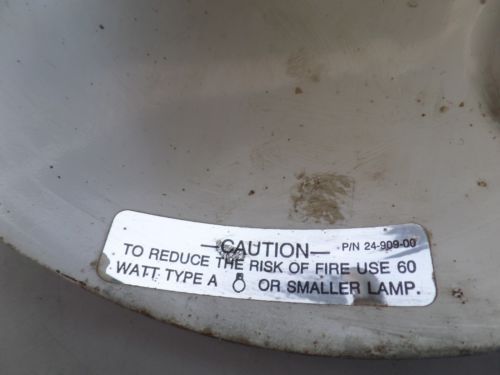 —CAUTION— P/N 24-909-00
TO REDUCE THE RISK OF FIRE USE 60
WATT TYPE A OR SMALLER LAMP.